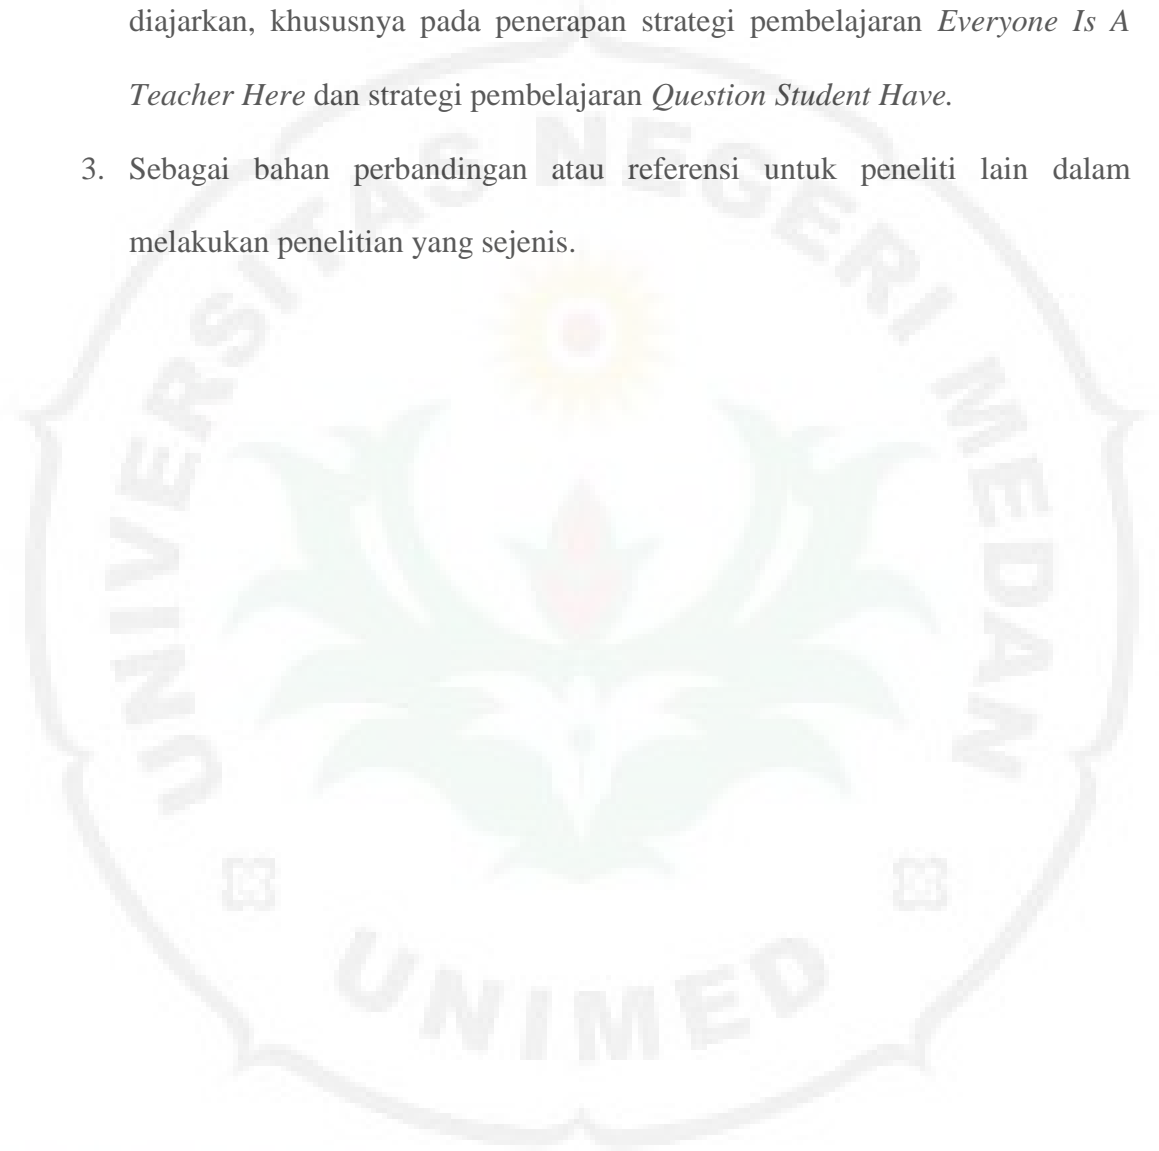 diajarkan, khususnya pada penerapan strategi pembelajaran Everyone Is A
Teacher Here dan strategi pembelajaran Question Student Have.
3. Sebagai bahan perbandingan atau referensi untuk peneliti lain dalam
melakukan penelitian yang sejenis.
UNIVERSITAS NEGERI MEDAN
UNIMED